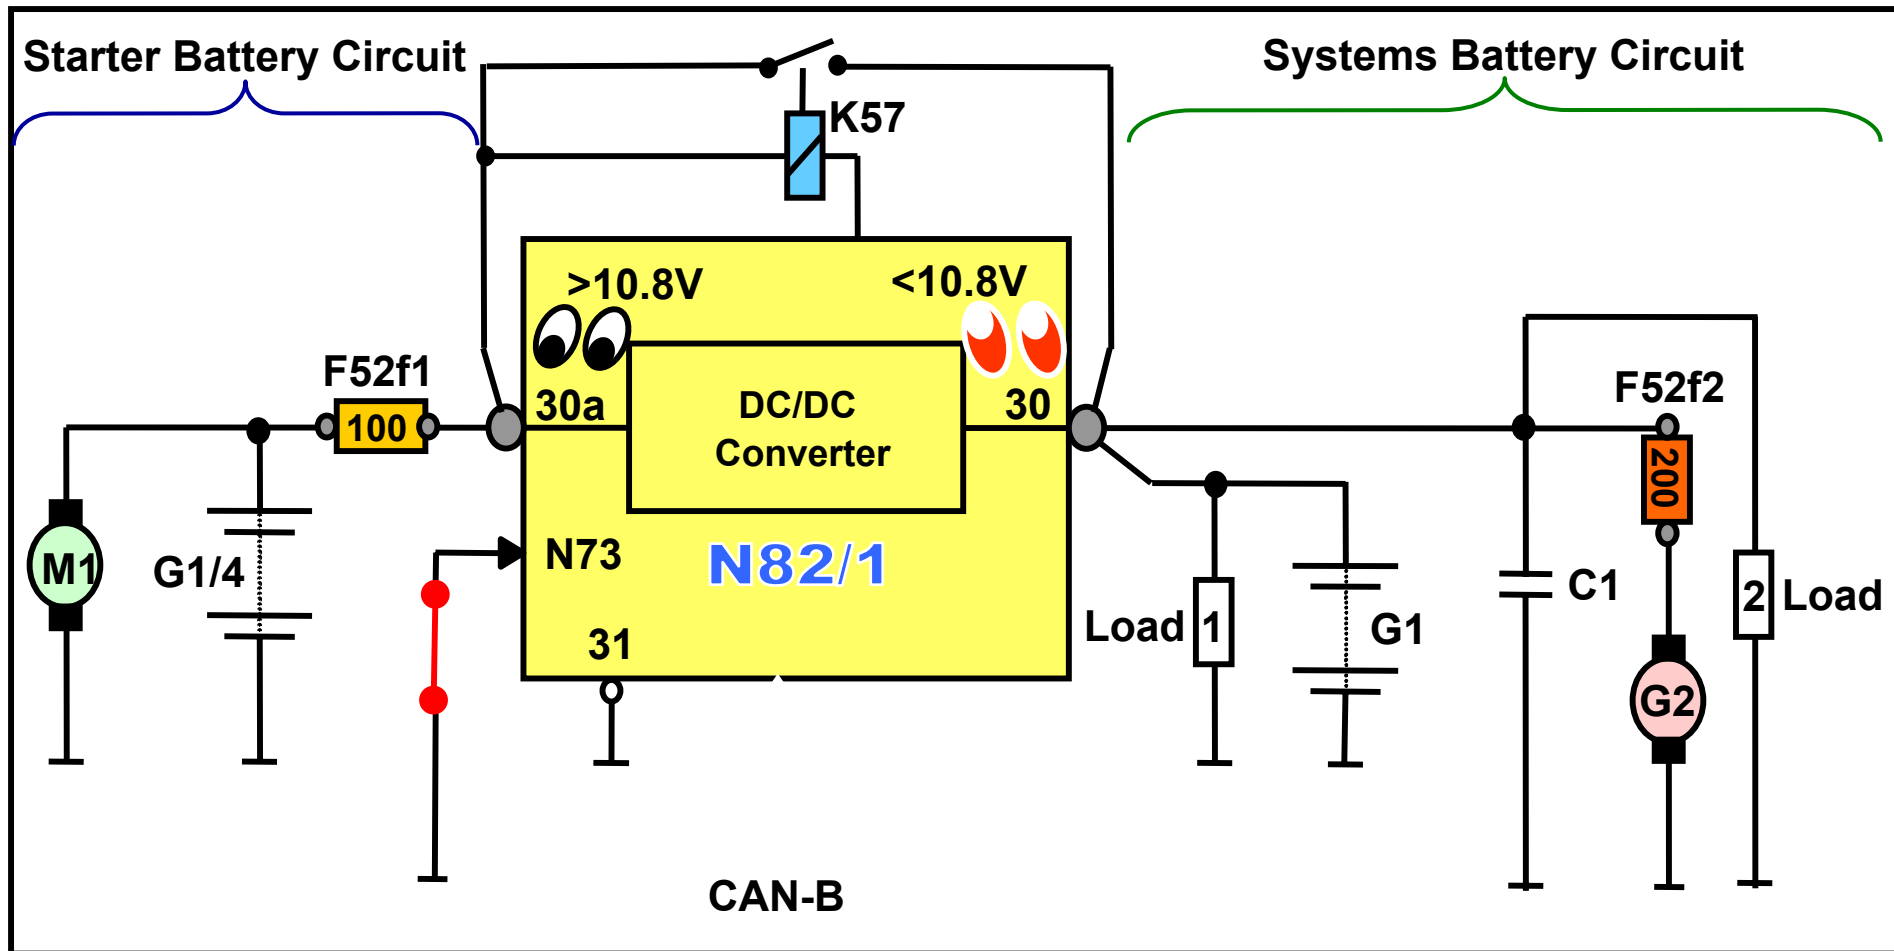 Starter Battery Circuit
Systems Battery Circuit
K57
>10.8V
<10.8V
F52f1
100
30a
DC/DC
Converter
30
F52f2
200
M1
G1/4
N73
N82/1
31
Load 1
G1
C1
2 Load
G2
CAN-B